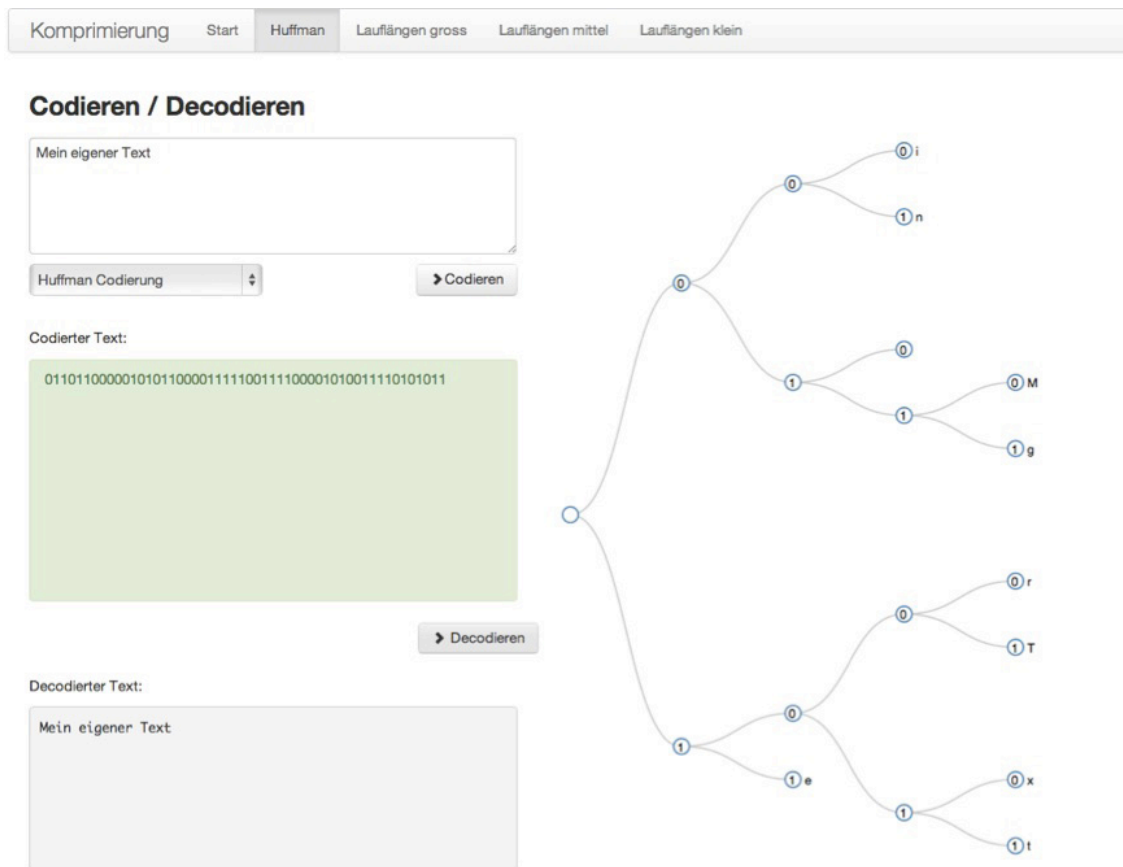 Komprimierung Start Huffman Lauflängen gross Lauflängen mittel Lauflängen klein
Codieren / Decodieren
Mein eigener Text
Huffman Codierung
Codieren
Codierter Text:
0110110000010101100001111100111100001010011110101011
Decodieren
Decodierter Text:
Mein eigener Text
0 i
0
1 n
0
0
1
0 M
1
1 g
0 r
0
1 T
0
1
1 e
0 x
1
1 t